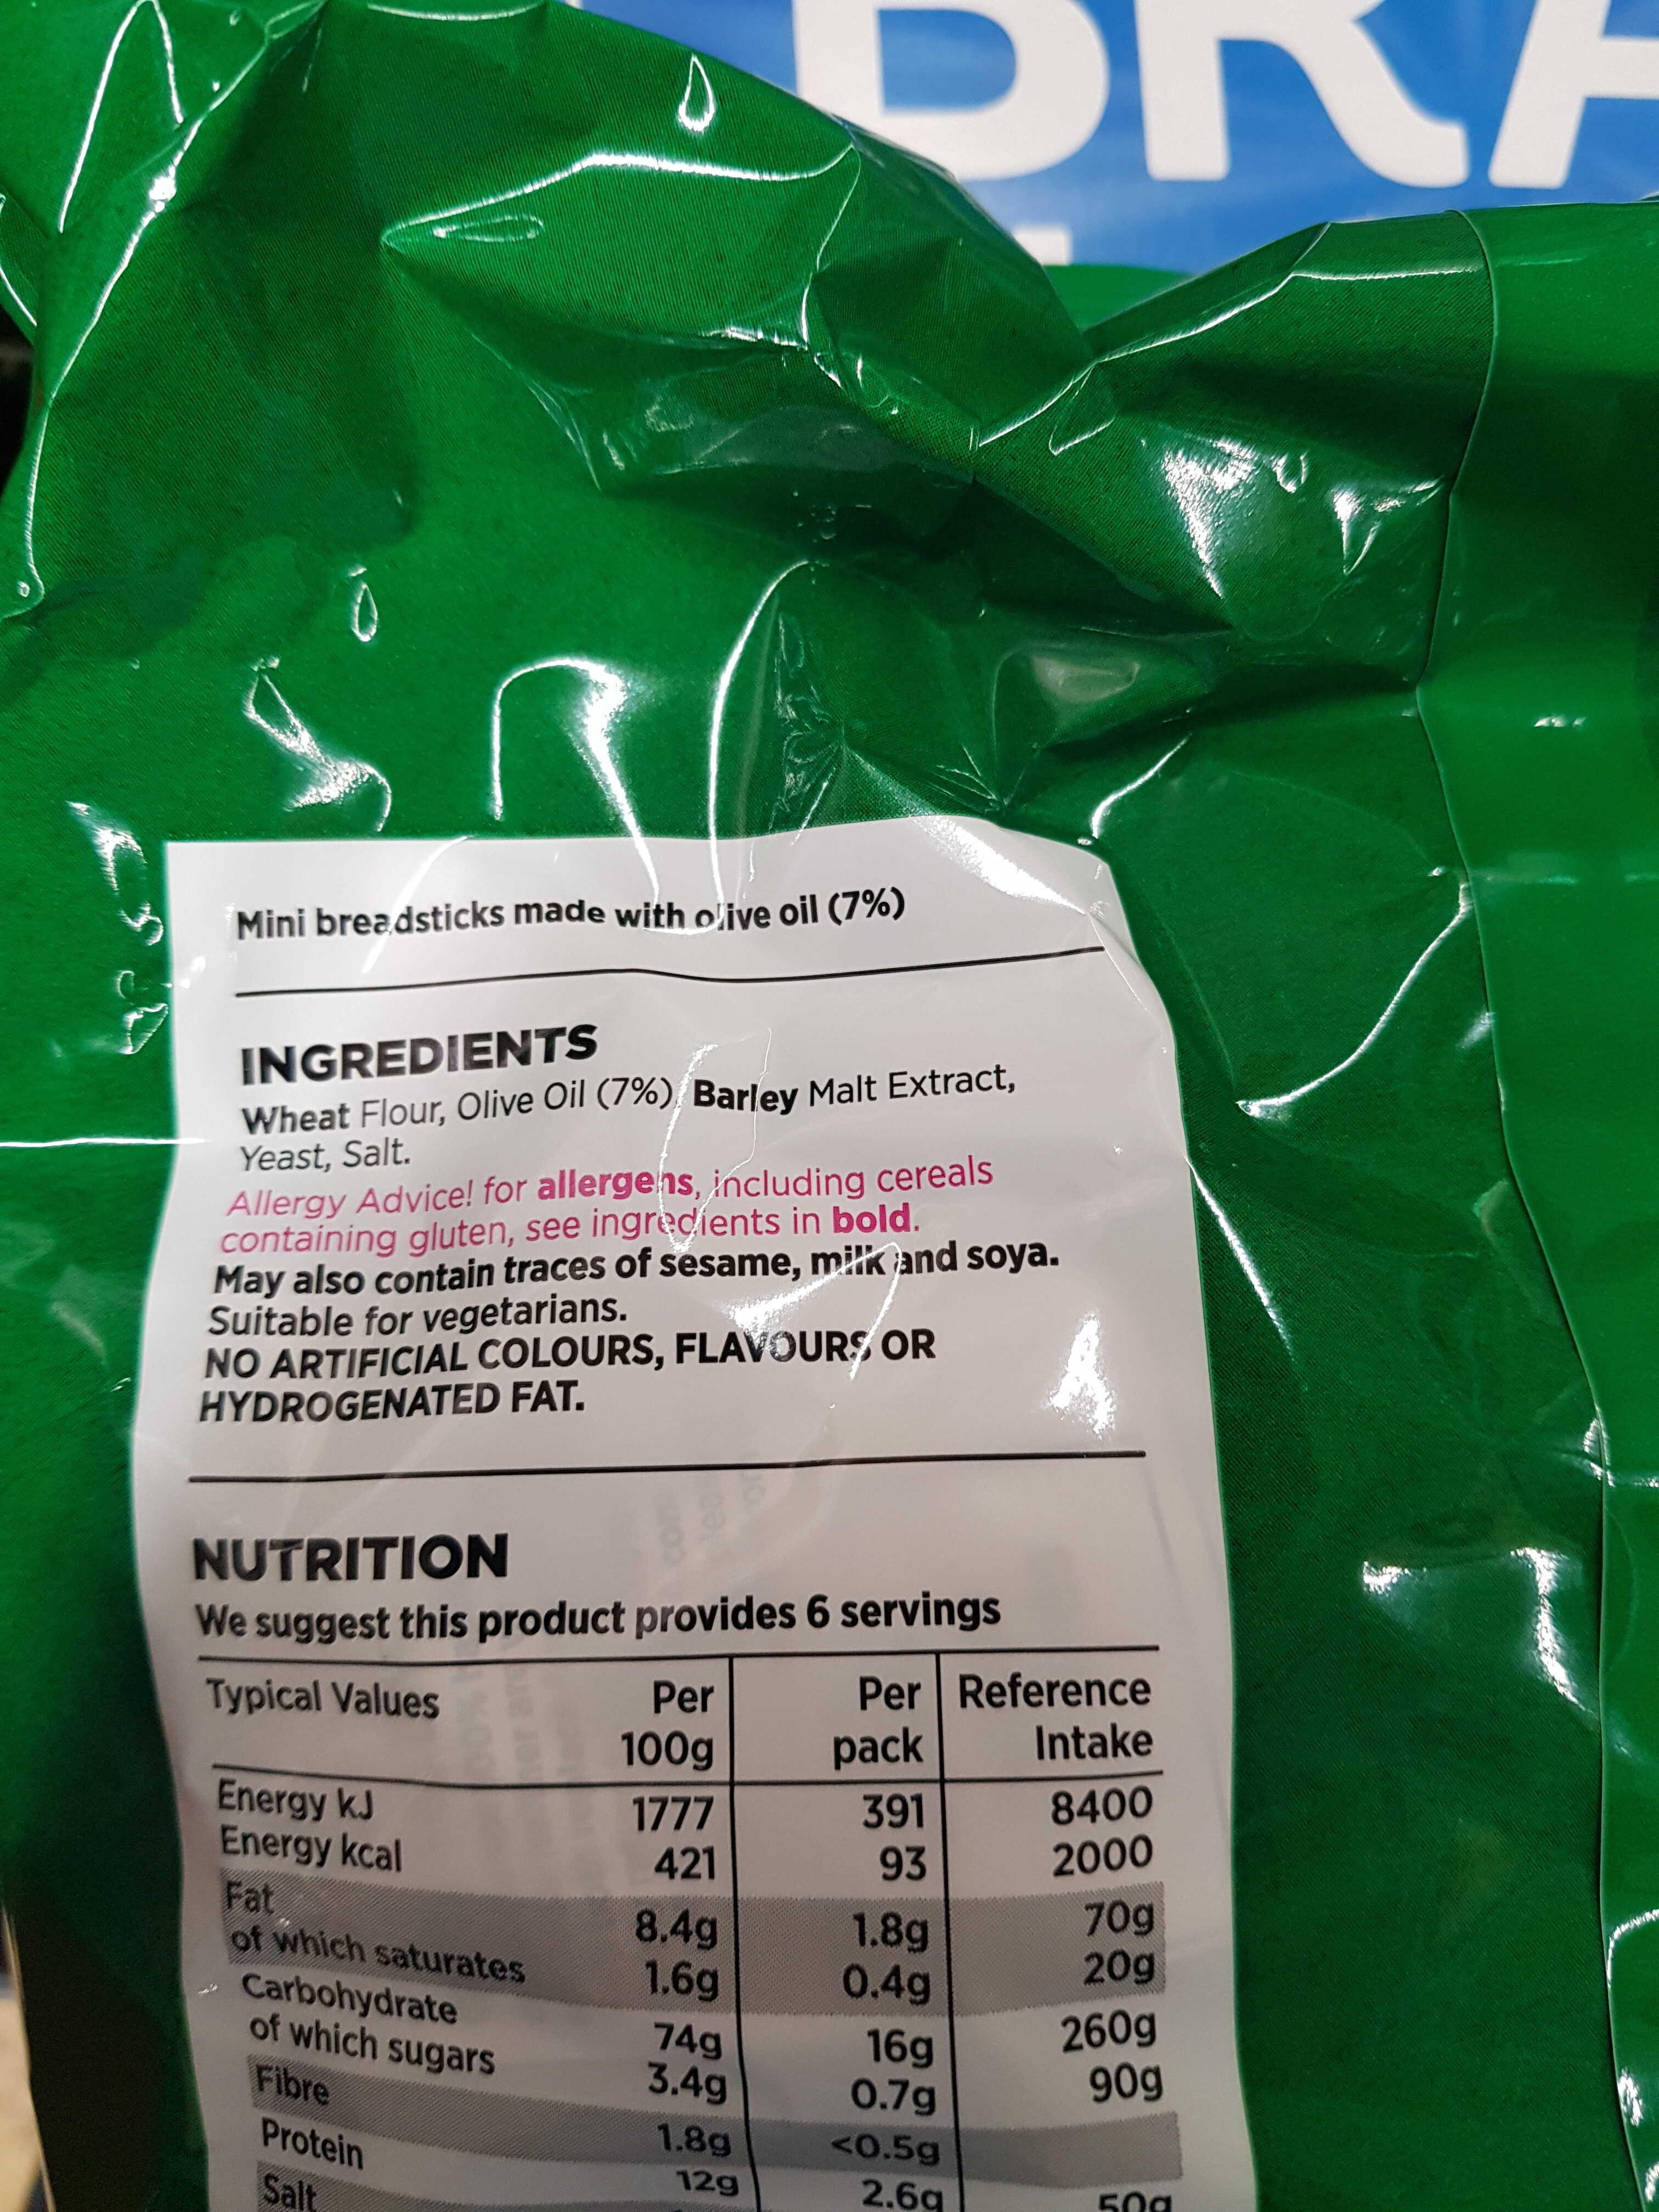 BRA
Mini breadsticks made with olive oil (7%)
INGREDIENTS
Wheat Flour, Olive Oil (7%), Barley Malt Extract,
Yeast, Salt.
Allergy Advice! for allergens, including cereals
containing gluten, see ingredients in bold.
May also contain traces of sesame, milk and soya.
Suitable for vegetarians.
NO ARTIFICIAL COLOURS, FLAVOURS OR
HYDROGENATED FAT.
NUTRITION
We suggest this product provides 6 servings
Typical Values Per 100g Per pack Reference Intake
Energy kJ 1777 391 8400
Energy kcal 421 93 2000
Fat 8.4g 1.8g 70g
of which saturates 1.6g 0.4g 20g
Carbohydrate 74g 16g 260g
of which sugars 3.4g 0.7g 90g
Fibre 1.8g <0.5g
Protein 12g 2.6g 50g
Salt